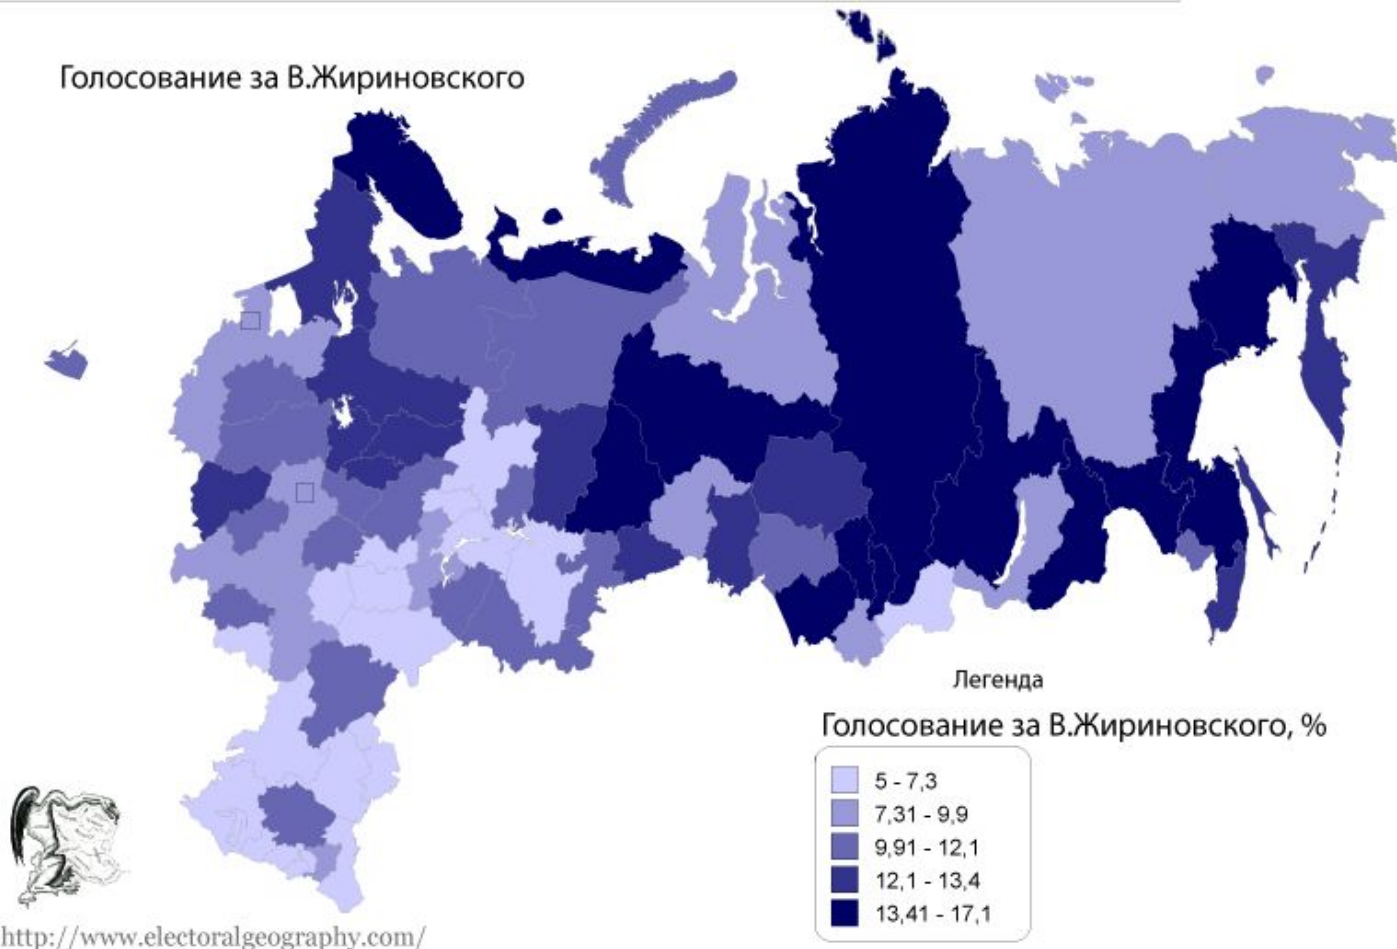 Голосование за В.Жириновского
Легенда
Голосование за В.Жириновского, %
5 - 7,3
7,31 - 9,9
9,91 - 12,1
12,1 - 13,4
13,41 - 17,1
http://www.electoralgeography.com/